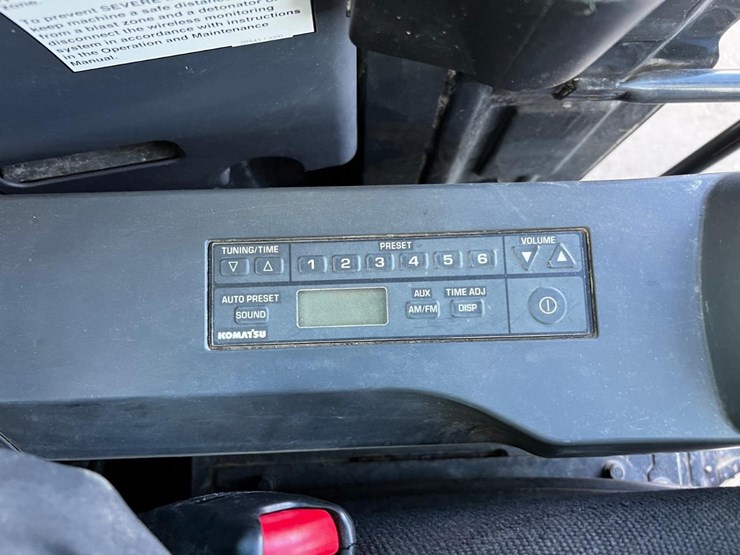 To prevent SEVERE
keep machine a safe distance
from a blast zone and a detonator or
disconnect the wireless monitoring
system in accordance with instructions
in the Operation and Maintenance
Manual.
TUNING/TIME
PRESET
VOLUME
1 2 3 4 5 6
AUTO PRESET
AUX
TIME ADJ
SOUND
AM/FM
DISP
KOMATSU